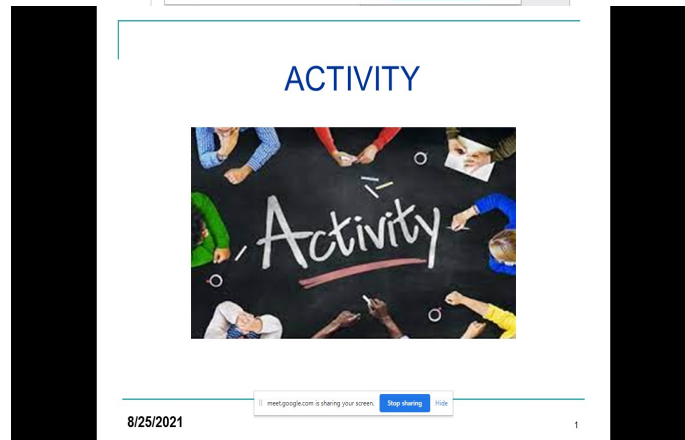 ACTIVITY
Activity
meet.google.com is sharing your screen. Stop sharing Hide
8/25/2021 1